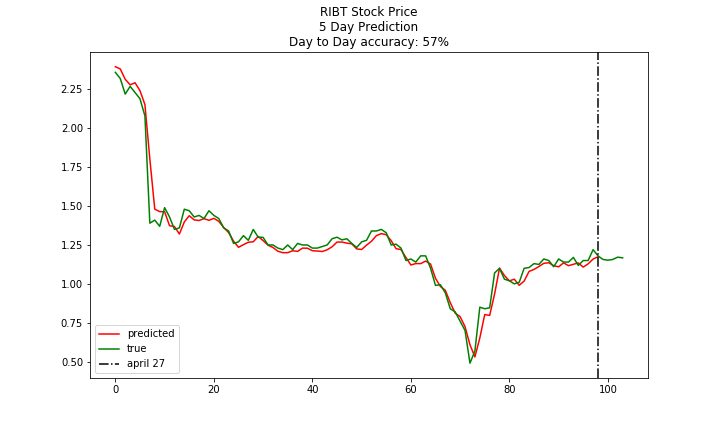 RIBT Stock Price
5 Day Prediction
Day to Day accuracy: 57%
2.25
2.00
1.75
1.50
1.25
1.00
0.75
0.50
predicted
true
april 27
0
20
40
60
80
100